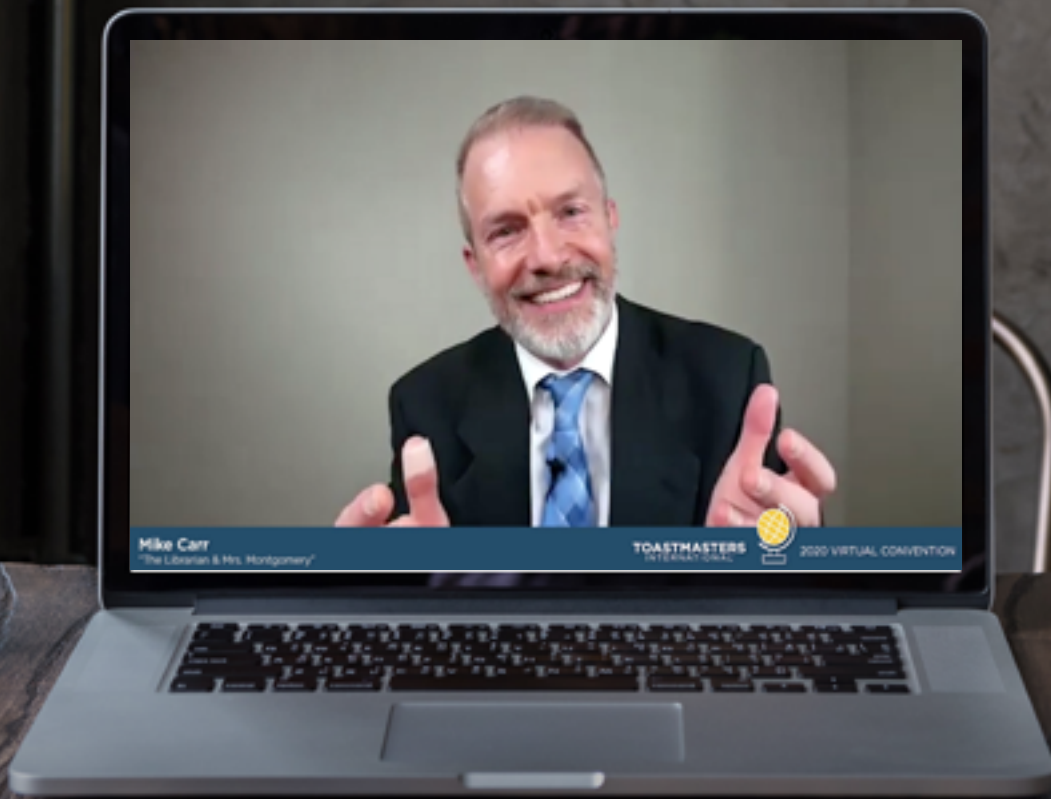 Mike Carr
"The Librarian & Mrs. Montgomery"
TOASTMASTERS
INTERNATIONAL
2020 VIRTUAL CONVENTION